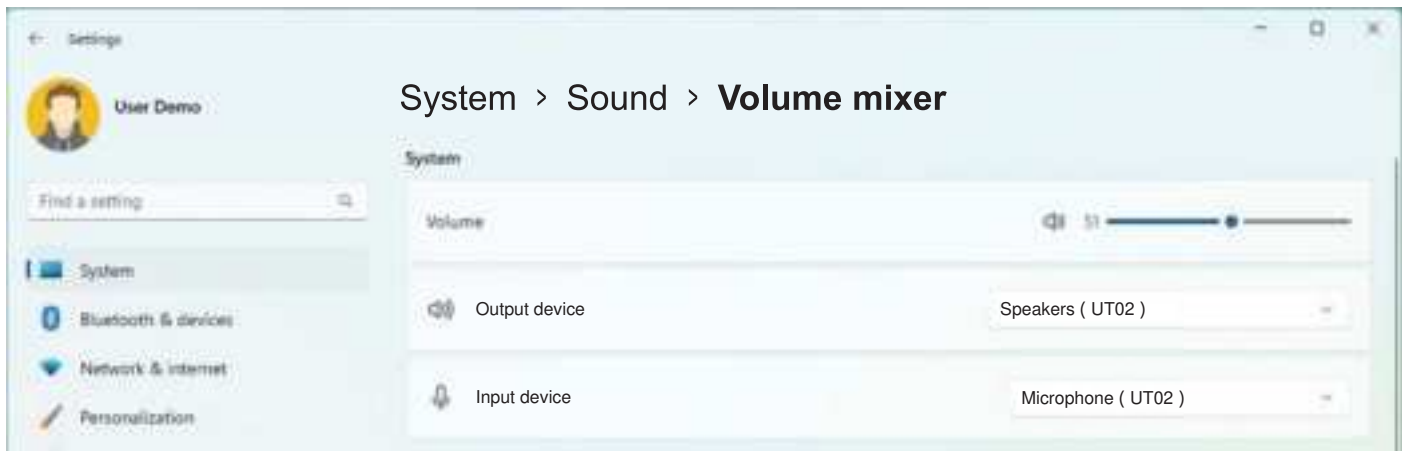 Settings
User Demo
System > Sound > Volume mixer
System
Find a setting
Volume
51
System
Output device
Speakers ( UT02 )
Bluetooth & devices
Network & internet
Input device
Microphone ( UT02 )
Personalization